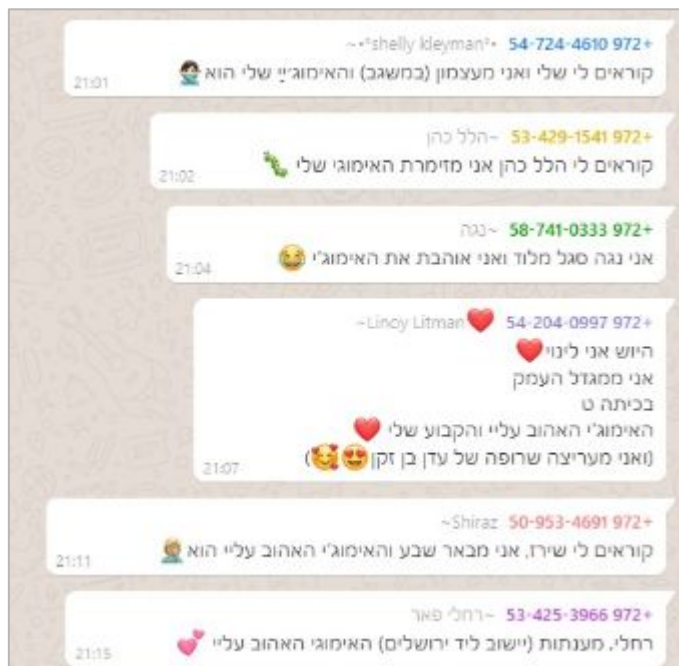 +972 54-724-4610 ~•°shelly kleyman°•
קוראים לי שלי ואני מעצמון (במשגב) והאימוג'יי שלי הוא 🤦🏻‍♀️
21:01
+972 53-429-1541 ~הלל כהן
קוראים לי הלל כהן אני מזימרת האימוגי שלי 🐛
21:02
+972 58-741-0333 ~נגה
אני נגה סגל מלוד ואני אוהבת את האימוג'י 😂
21:04
+972 54-204-0997 ❤️Linoy Litman~
היוש אני לינוי❤️
אני ממגדל העמק
בכיתה ט
האימוג'י האהוב עליי והקבוע שלי ❤️
(ואני מעריצה שרופה של עדן בן זקן😍🥰)
21:07
+972 50-953-4691 Shiraz~
קוראים לי שירז, אני מבאר שבע והאימוג'י האהוב עליי הוא 🤦🏼‍♀️
21:11
+972 53-425-3966 ~רחלי פאר
רחלי, מענתות (יישוב ליד ירושלים) האימוגי האהוב עליי 💕
21:15